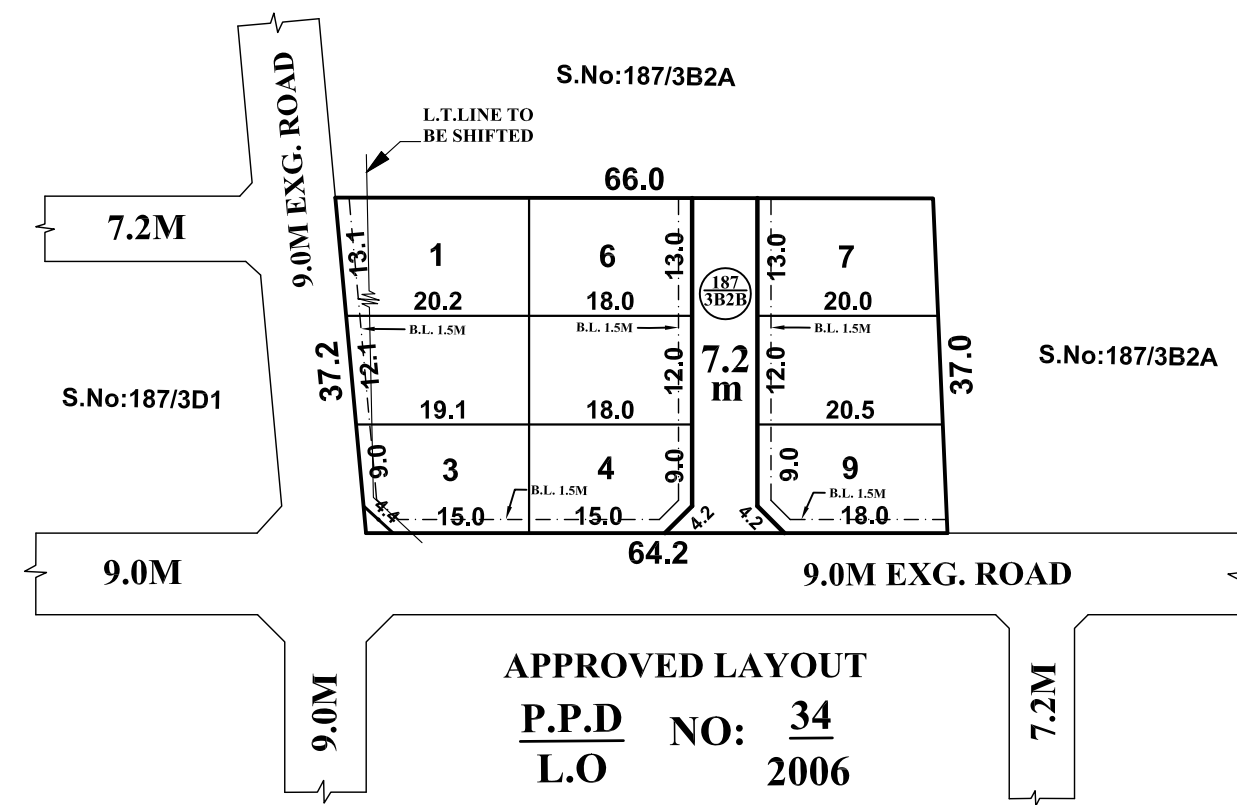 S.No:187/3B2A
L.T.LINE TO
BE SHIFTED
9.0M EXG. ROAD
66.0
7.2M
1
6
7
13.1
13.0
13.0
187
3B2B
20.2
18.0
20.0
B.L. 1.5M
B.L. 1.5M
B.L. 1.5M
37.2
12.1
12.0
7.2
m
12.0
37.0
S.No:187/3B2A
S.No:187/3D1
19.1
18.0
20.5
9.0
3
4
9.0
9.0
9
B.L. 1.5M
B.L. 1.5M
4.4
15.0
15.0
4.2
4.2
18.0
64.2
9.0M
9.0M EXG. ROAD
9.0M
7.2M
APPROVED LAYOUT
P.P.D NO: 34
L.O 2006